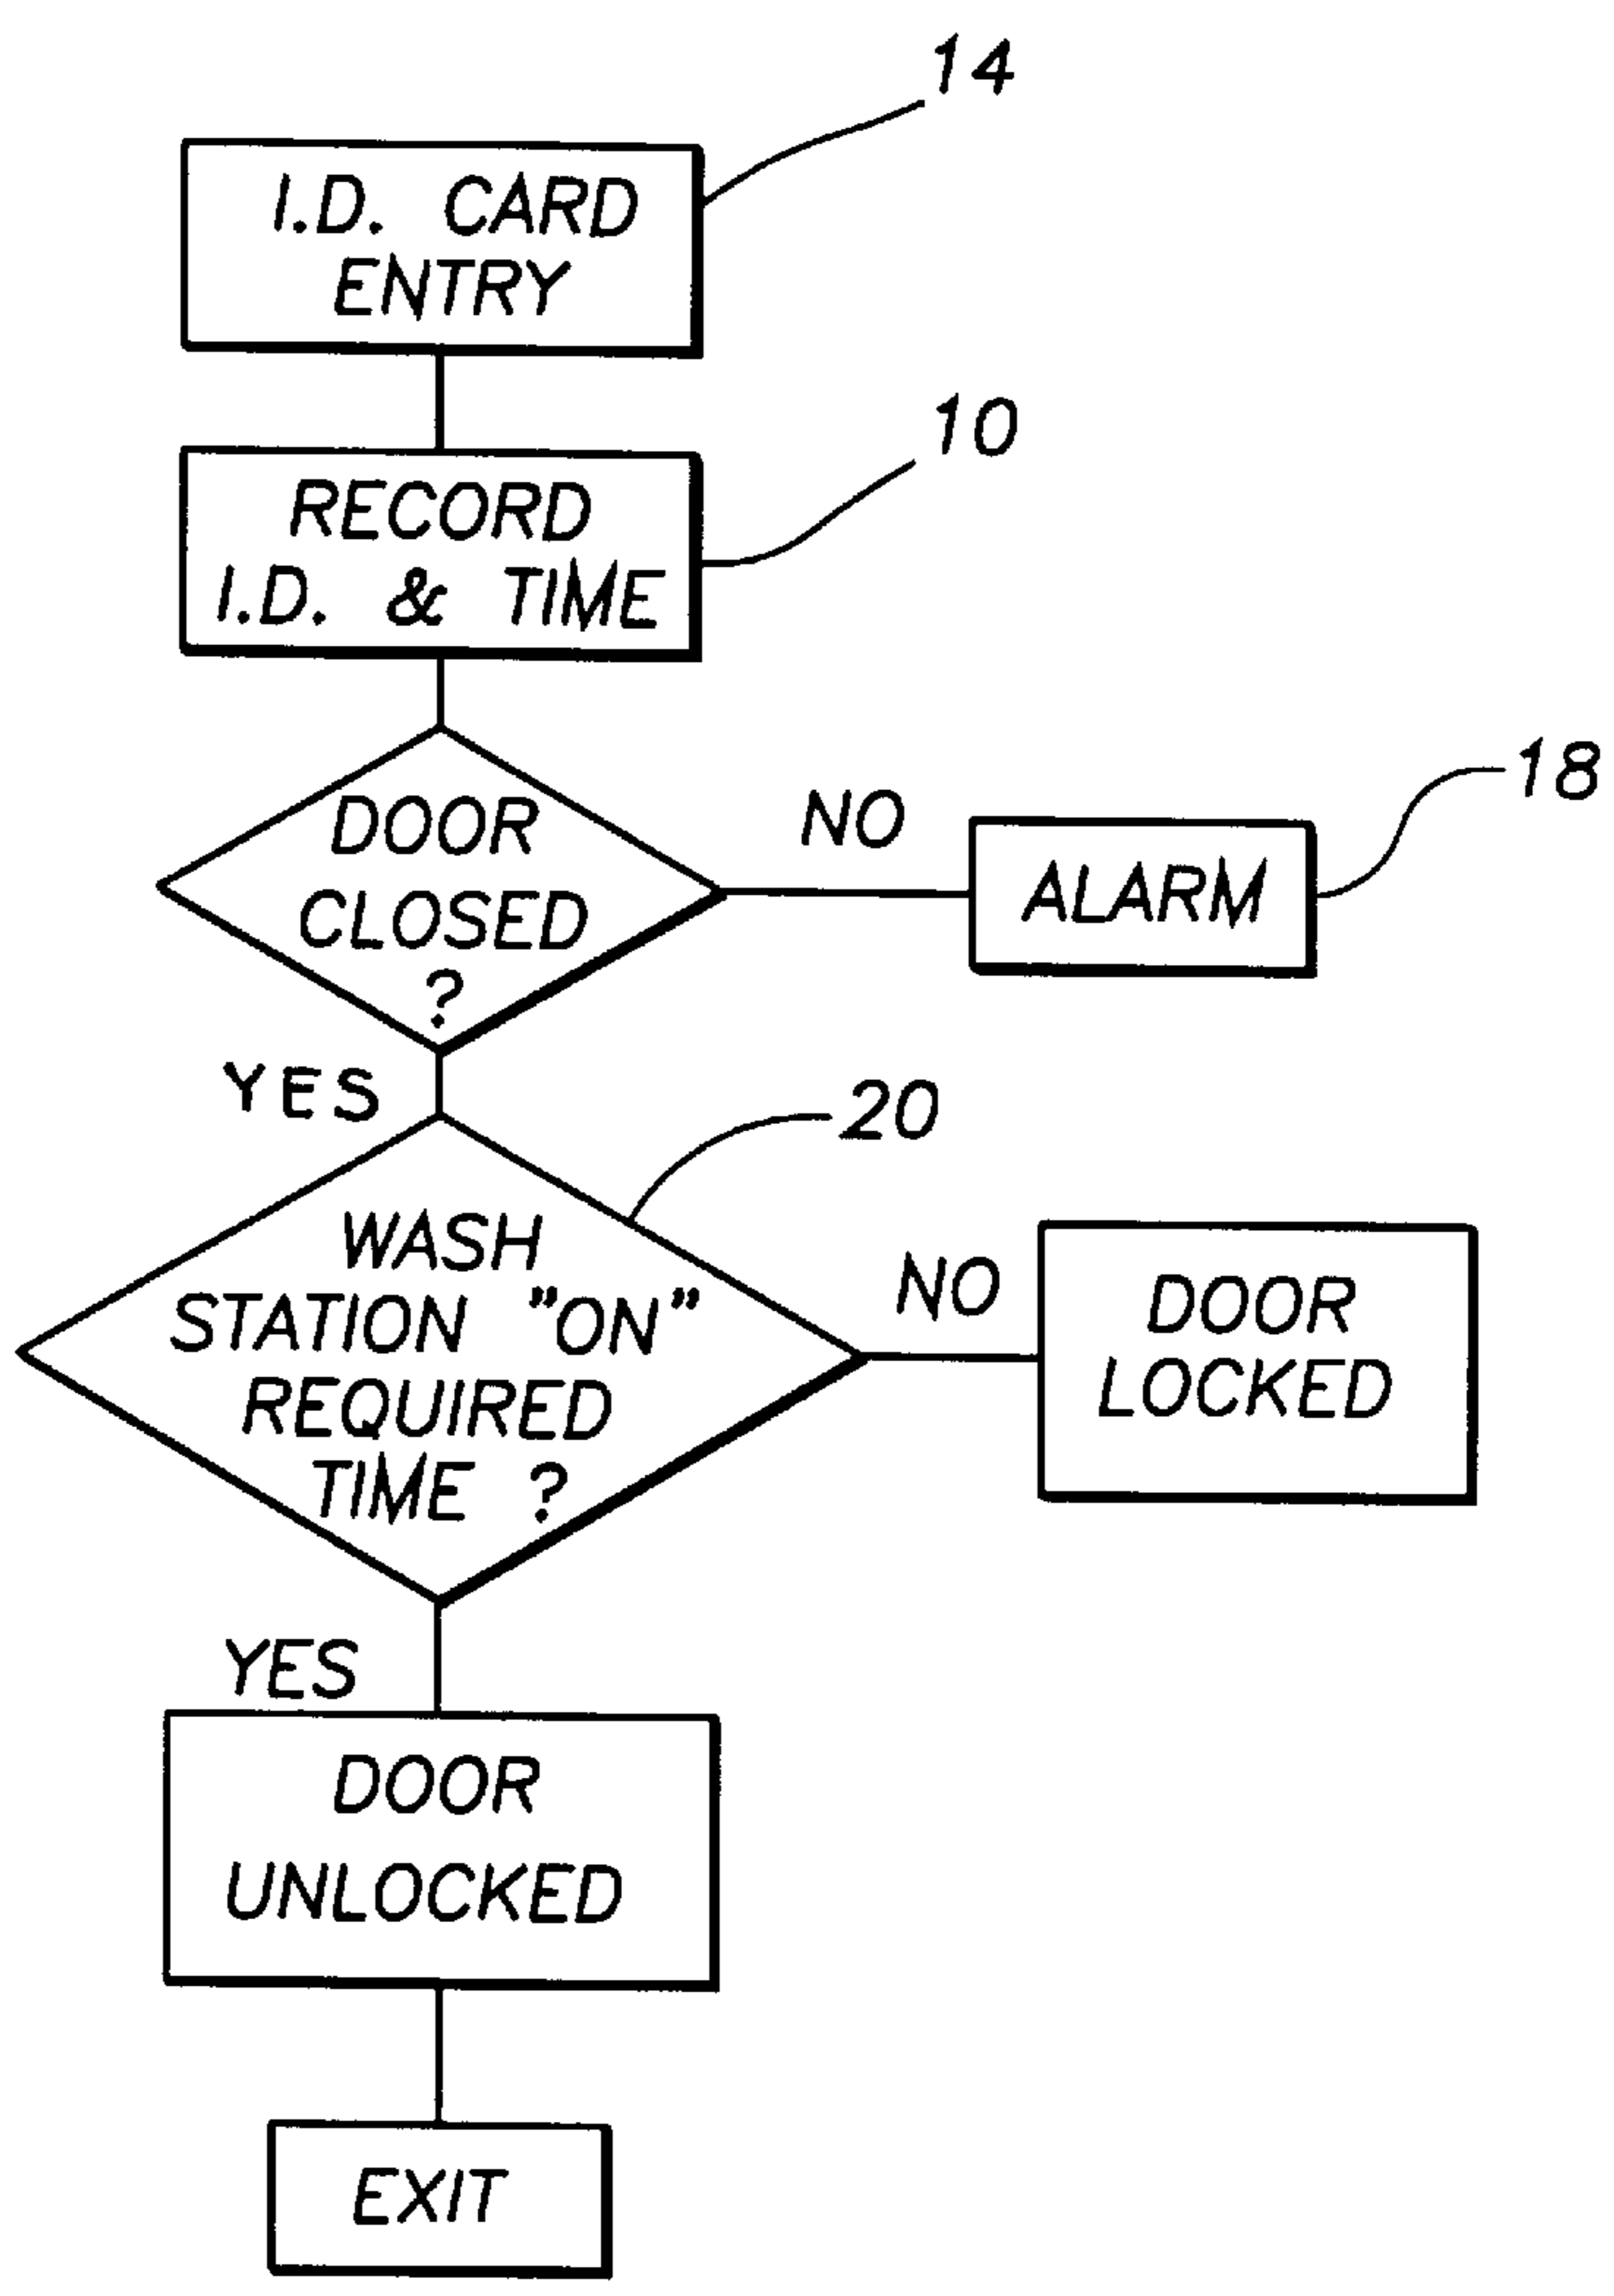 14
I.D. CARD
ENTRY
10
RECORD
I.D. & TIME
18
DOOR
CLOSED
?
NO
ALARM
YES
20
WASH
STATION "ON"
REQUIRED
TIME ?
NO
DOOR
LOCKED
YES
DOOR
UNLOCKED
EXIT